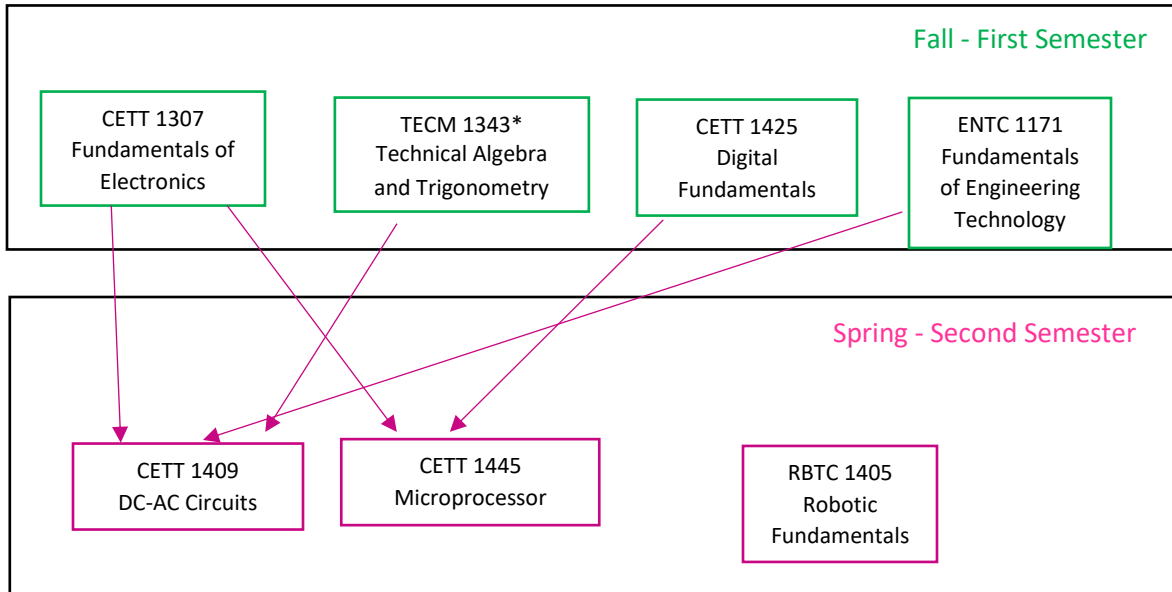 Fall - First Semester
CETT 1307
Fundamentals of
Electronics
TECM 1343*
Technical Algebra
and Trigonometry
CETT 1425
Digital
Fundamentals
ENTC 1171
Fundamentals
of Engineering
Technology
Spring - Second Semester
CETT 1409
DC-AC Circuits
CETT 1445
Microprocessor
RBTC 1405
Robotic
Fundamentals